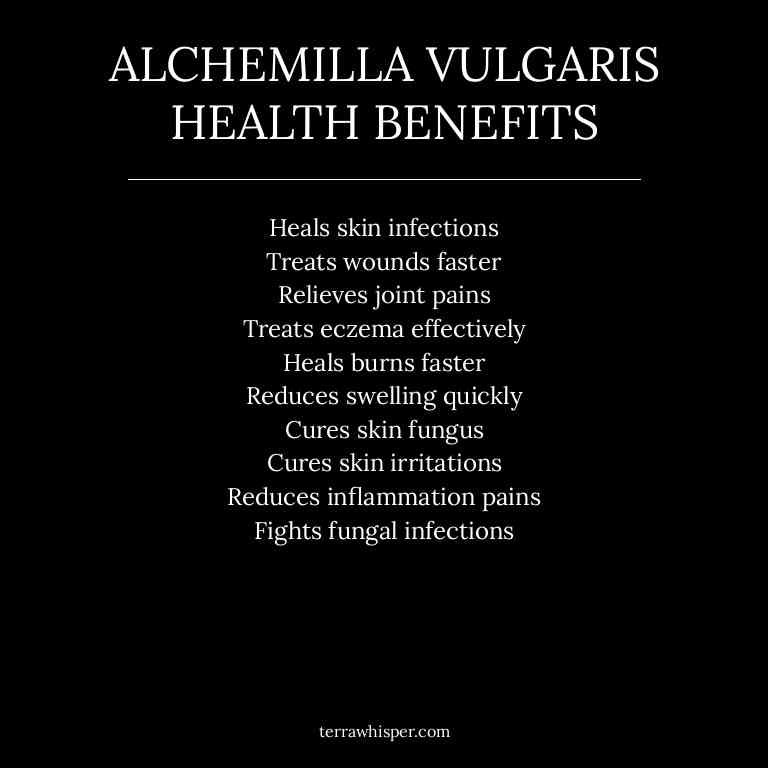 ALCHEMILLA VULGARIS
HEALTH BENEFITS
Heals skin infections
Treats wounds faster
Relieves joint pains
Treats eczema effectively
Heals burns faster
Reduces swelling quickly
Cures skin fungus
Cures skin irritations
Reduces inflammation pains
Fights fungal infections
terrawhisper.com